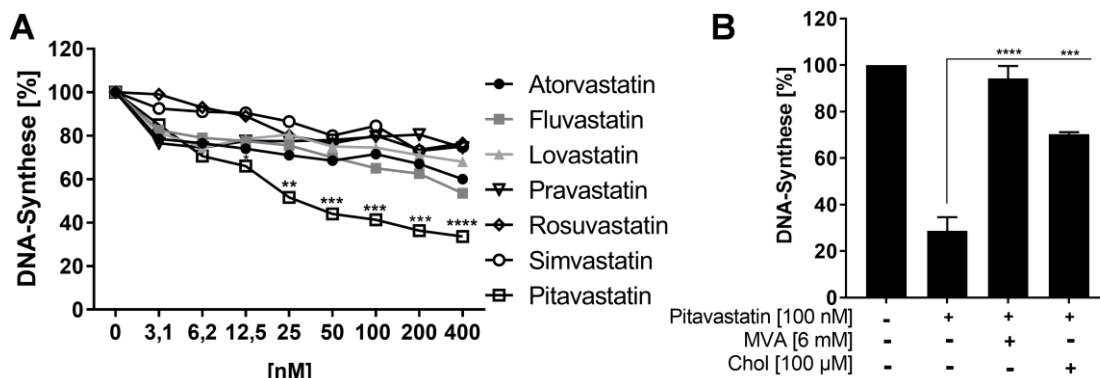 A
DNA-Synthese [%]
120
100
80
60
40
20
0
*
**
***
***
***
****
0 3,1 6,2 12,5 25 50 100 200 400
[nM]
Atorvastatin
Fluvastatin
Lovastatin
Pravastatin
Rosuvastatin
Simvastatin
Pitavastatin
B
DNA-Synthese [%]
120
100
80
60
40
20
0
**** ***
Pitavastatin [100 nM] - + + +
MVA [6 mM] - - + -
Chol [100 µM] - - - +